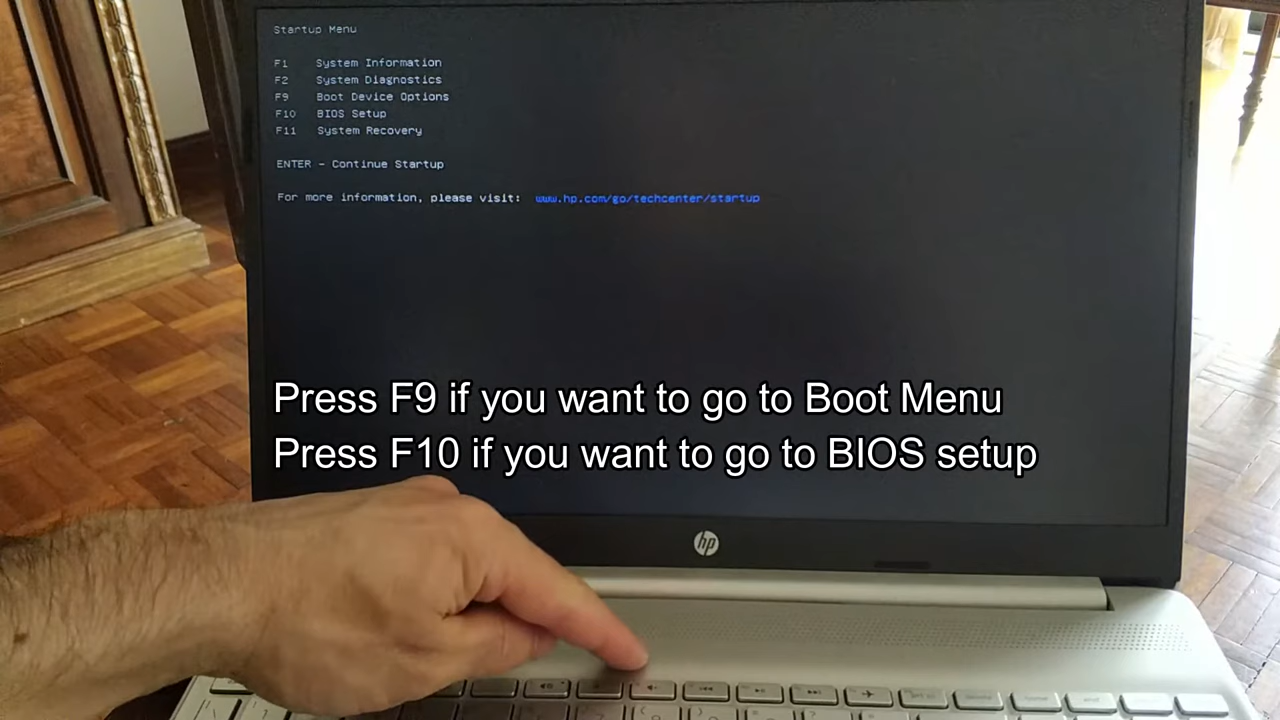 Startup Menu
F1 System Information
F2 System Diagnostics
F9 Boot Device Options
F10 BIOS Setup
F11 System Recovery
ENTER - Continue Startup
For more information, please visit: www.hp.com/go/techcenter/startup
Press F9 if you want to go to Boot Menu
Press F10 if you want to go to BIOS setup
hp